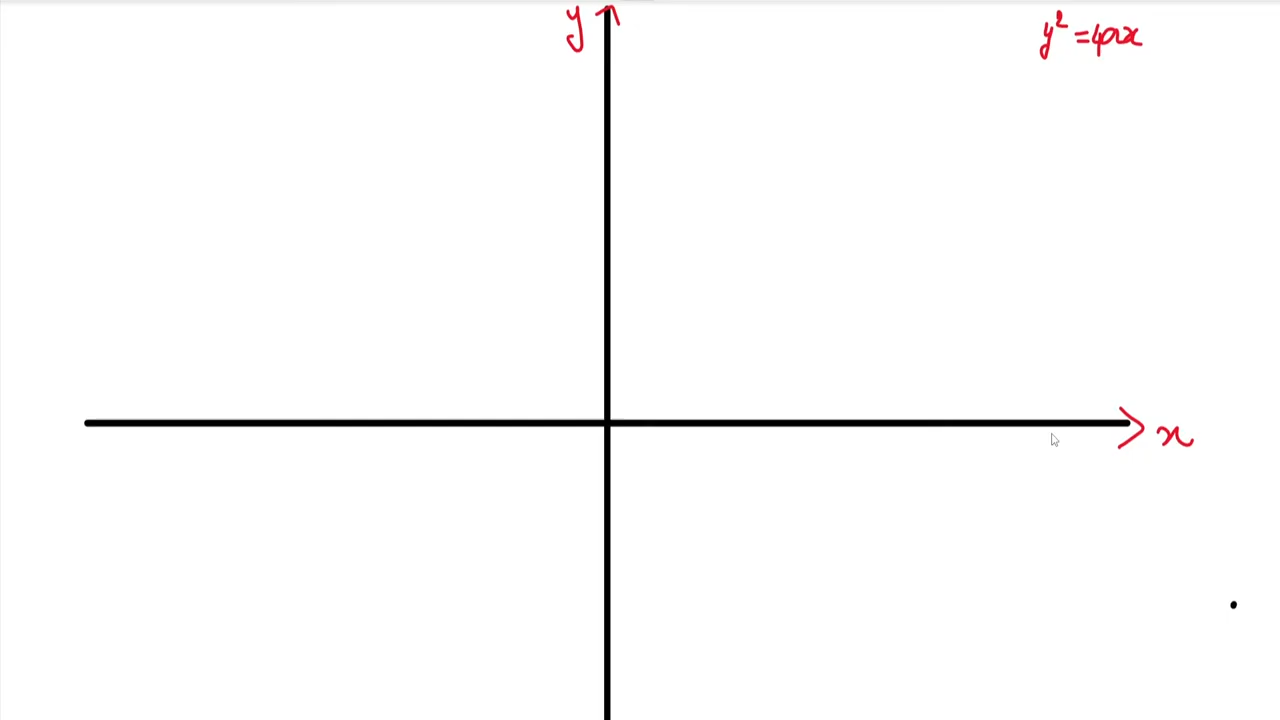 y
y² = 4ax
x